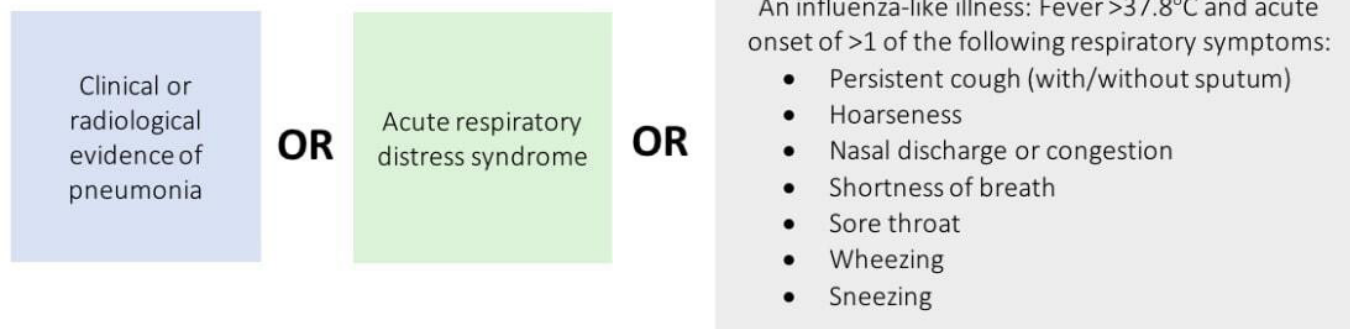 Clinical or
radiological
evidence of
pneumonia
OR
Acute respiratory
distress syndrome
OR
An influenza-like illness: Fever >37.8°C and acute
onset of >1 of the following respiratory symptoms:
• Persistent cough (with/without sputum)
• Hoarseness
• Nasal discharge or congestion
• Shortness of breath
• Sore throat
• Wheezing
• Sneezing